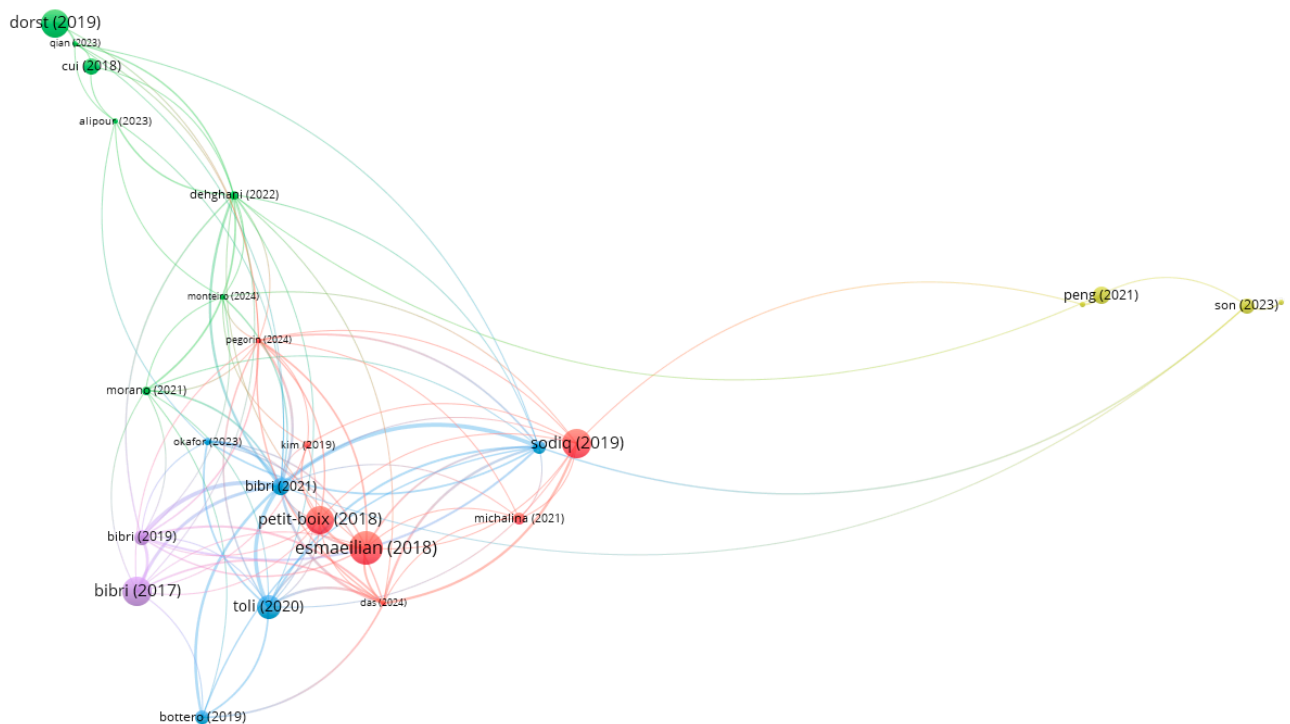 dorst (2019)
qian (2023)
cui (2018)
alipour (2023)
dehghani (2022)
monteiro (2024)
peng (2021)
son (2023)
pegorin (2024)
morano (2021)
okafor (2023)
kim (2019)
sodiq (2019)
bibri (2021)
petit-boix (2018)
michalina (2021)
bibri (2019)
esmaeilian (2018)
bibri (2017)
toli (2020)
das (2024)
bottero (2019)